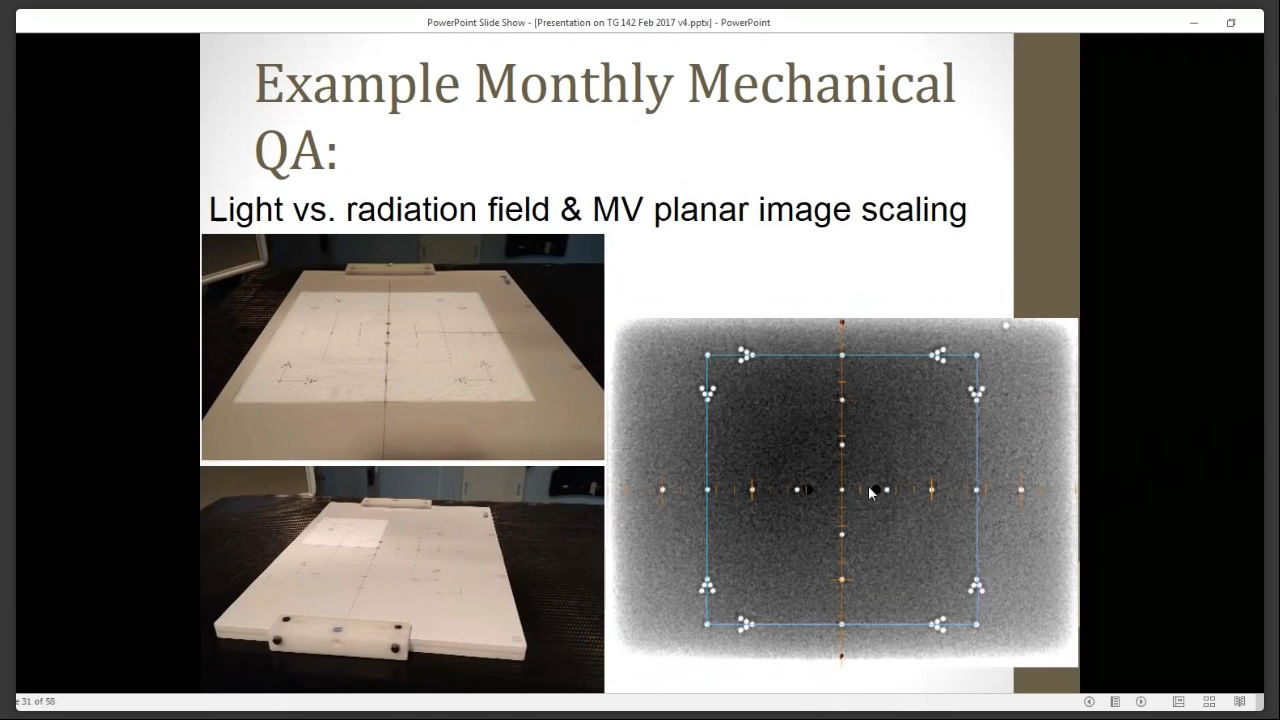 PowerPoint Slide Show - [Presentation on TG 142 Feb 2017 v4.pptx] - PowerPoint
Example Monthly Mechanical
QA:
Light vs. radiation field & MV planar image scaling
e 31 of 58